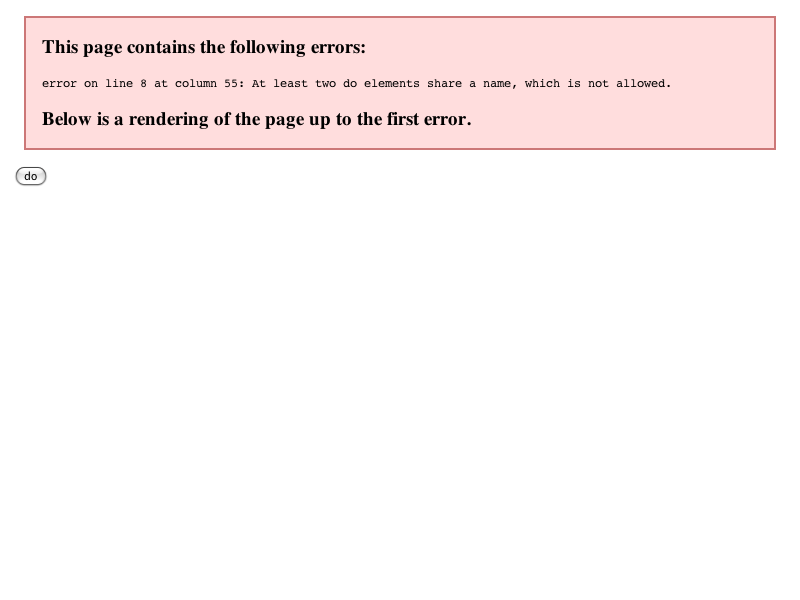 This page contains the following errors:
error on line 8 at column 55: At least two do elements share a name, which is not allowed.
Below is a rendering of the page up to the first error.
do